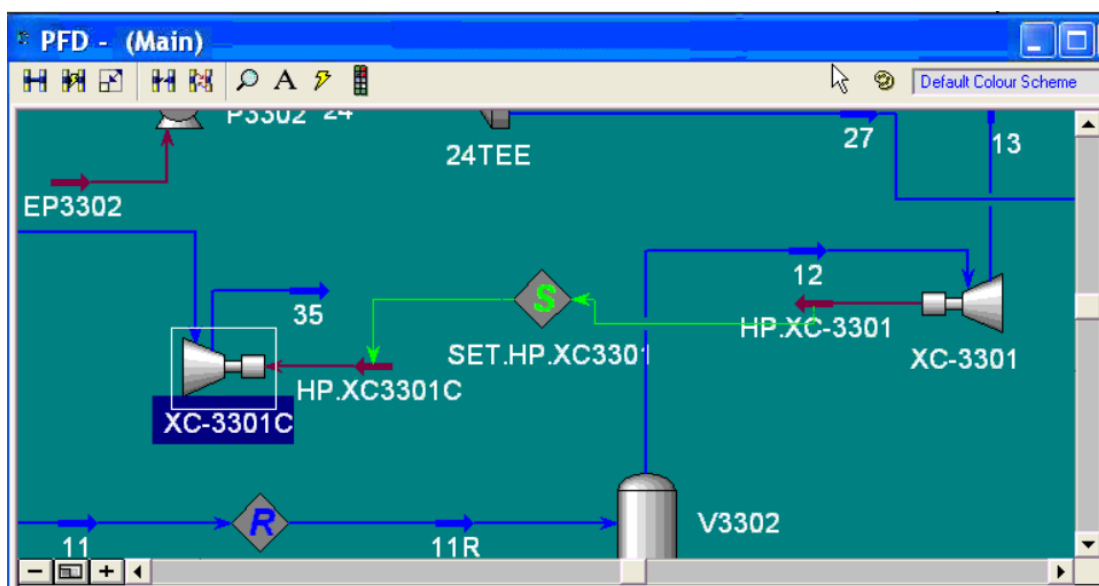 PFD - (Main)
A
Default Colour Scheme
P3302 24
24TEE
27
13
EP3302
12
35
S
HP.XC-3301
SET.HP.XC3301
XC-3301
HP.XC3301C
XC-3301C
R
V3302
11
11R